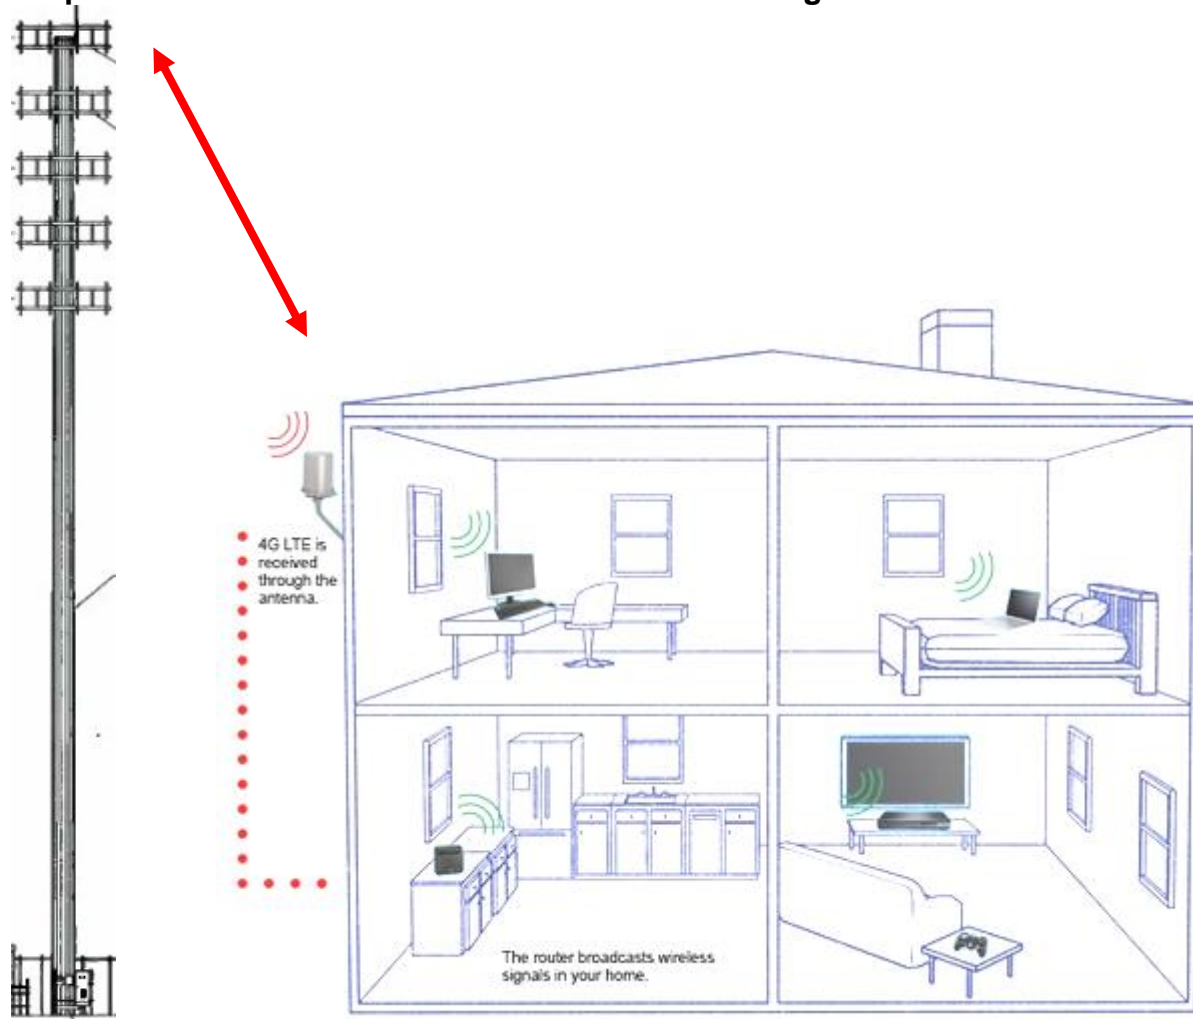 4G LTE is
received
through the
antenna.
The router broadcasts wireless
signals in your home.